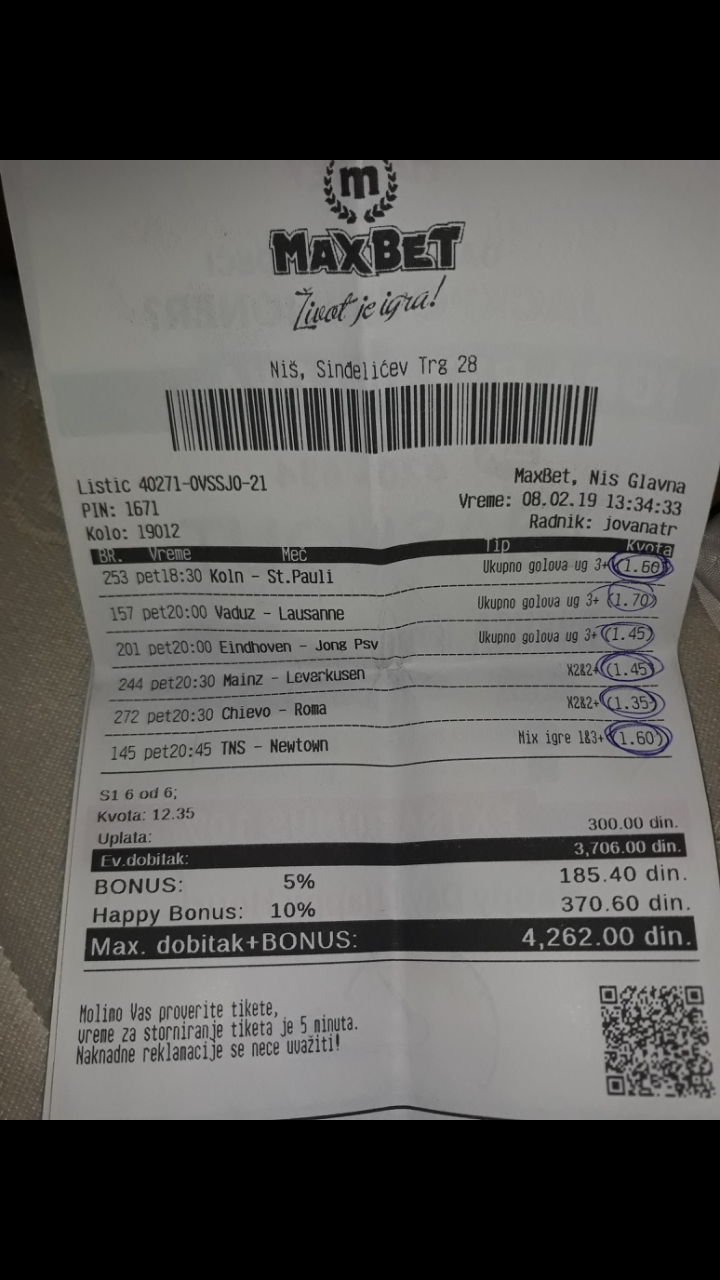 m
MAXBET
Život je igra!
Niš, Sinđelićev Trg 28
Listic 40271-OVSSJO-21
MaxBet, Nis Glavna
PIN: 1671
Vreme: 08.02.19 13:34:33
Kolo: 19012
Radnik: jovanatr
BR. Vreme Meč Tip Kvota
253 pet18:30 Koln - St.Pauli Ukupno golova ug 3+ 1.60
157 pet20:00 Vaduz - Lausanne Ukupno golova ug 3+ 1.70
201 pet20:00 Eindhoven - Jong Psv Ukupno golova ug 3+ 1.45
244 pet20:30 Mainz - Leverkusen X2&2+ 1.45
272 pet20:30 Chievo - Roma X2&2+ 1.35
145 pet20:45 TNS - Newtown Mix igre 1&3+ 1.60
S1 6 od 6;
Kvota: 12.35
Uplata: 300.00 din.
Ev.dobitak: 3,706.00 din.
BONUS: 5% 185.40 din.
Happy Bonus: 10% 370.60 din.
Max. dobitak+BONUS: 4,262.00 din.
Molimo Vas proverite tikete,
vreme za storniranje tiketa je 5 minuta.
Naknadne reklamacije se nece uvažiti!